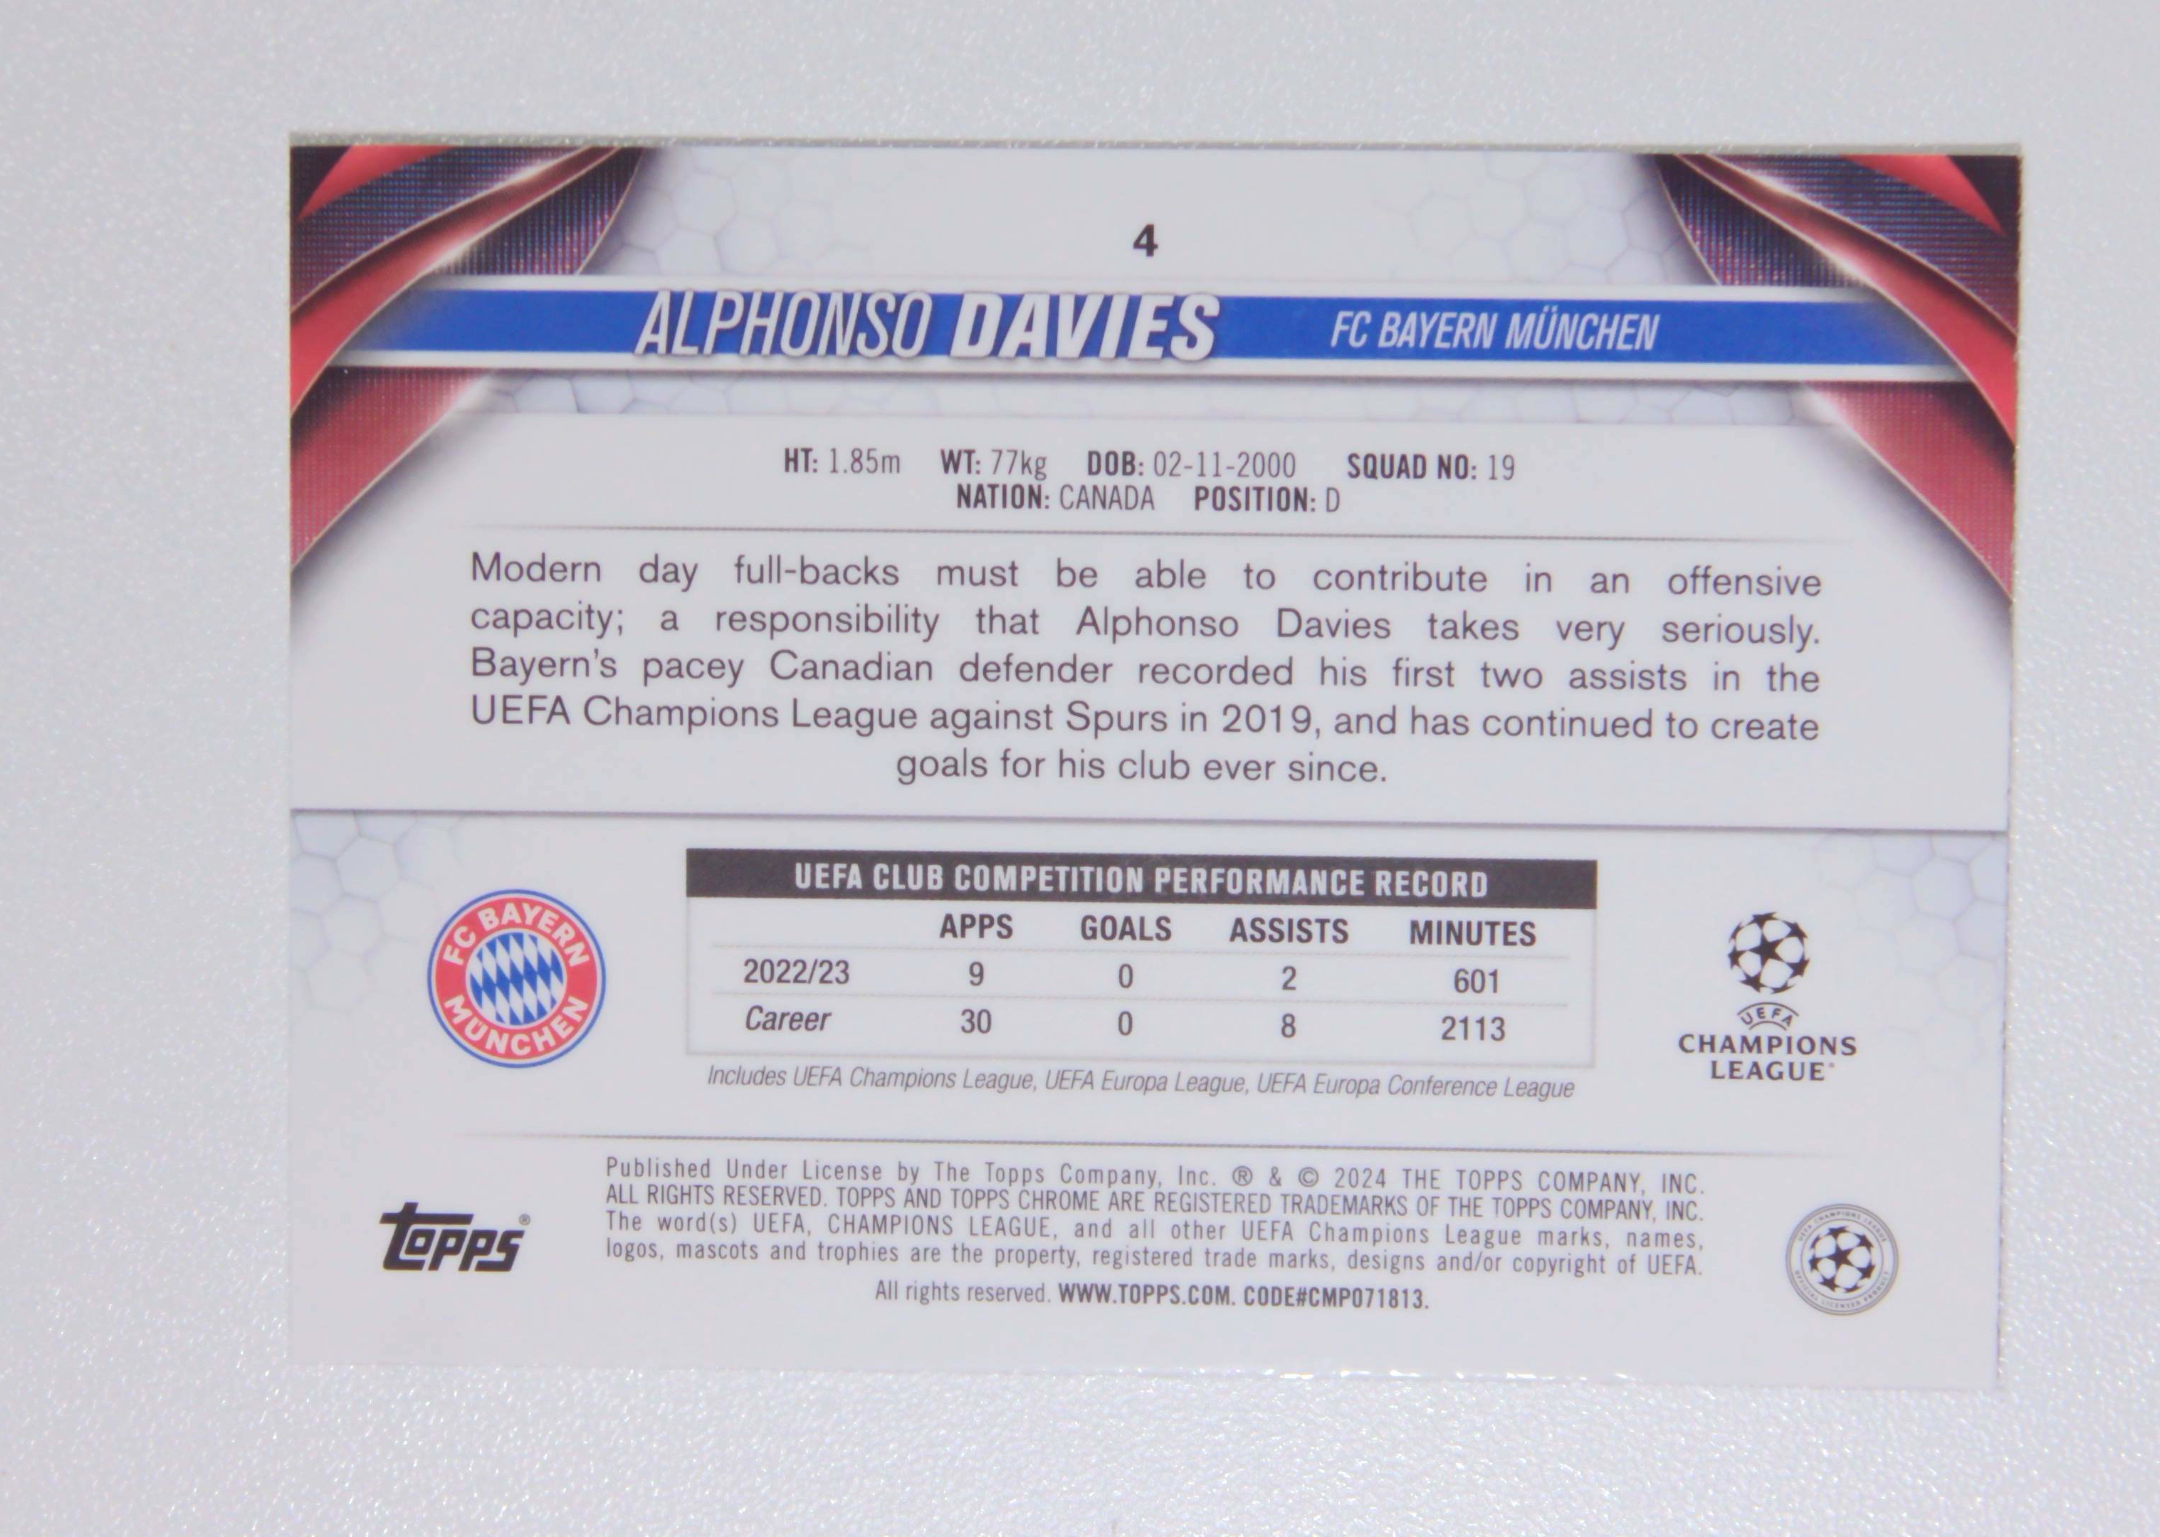 4
ALPHONSO DAVIES FC BAYERN MÜNCHEN
HT: 1.85m WT: 77kg DOB: 02-11-2000 SQUAD NO: 19
NATION: CANADA POSITION: D
Modern day full-backs must be able to contribute in an offensive
capacity; a responsibility that Alphonso Davies takes very seriously.
Bayern's pacey Canadian defender recorded his first two assists in the
UEFA Champions League against Spurs in 2019, and has continued to create
goals for his club ever since.
FC BAYERN
MÜNCHEN
UEFA CLUB COMPETITION PERFORMANCE RECORD
APPS GOALS ASSISTS MINUTES
2022/23 9 0 2 601
Career 30 0 8 2113
Includes UEFA Champions League, UEFA Europa League, UEFA Europa Conference League
UEFA
CHAMPIONS
LEAGUE
topps®
Published Under License by The Topps Company, Inc. ® & © 2024 THE TOPPS COMPANY, INC.
ALL RIGHTS RESERVED. TOPPS AND TOPPS CHROME ARE REGISTERED TRADEMARKS OF THE TOPPS COMPANY, INC.
The word(s) UEFA, CHAMPIONS LEAGUE, and all other UEFA Champions League marks, names,
logos, mascots and trophies are the property, registered trade marks, designs and/or copyright of UEFA.
All rights reserved. WWW.TOPPS.COM. CODE#CMP071813.
UEFA CHAMPIONS LEAGUE
OFFICIAL LICENSED PRODUCT